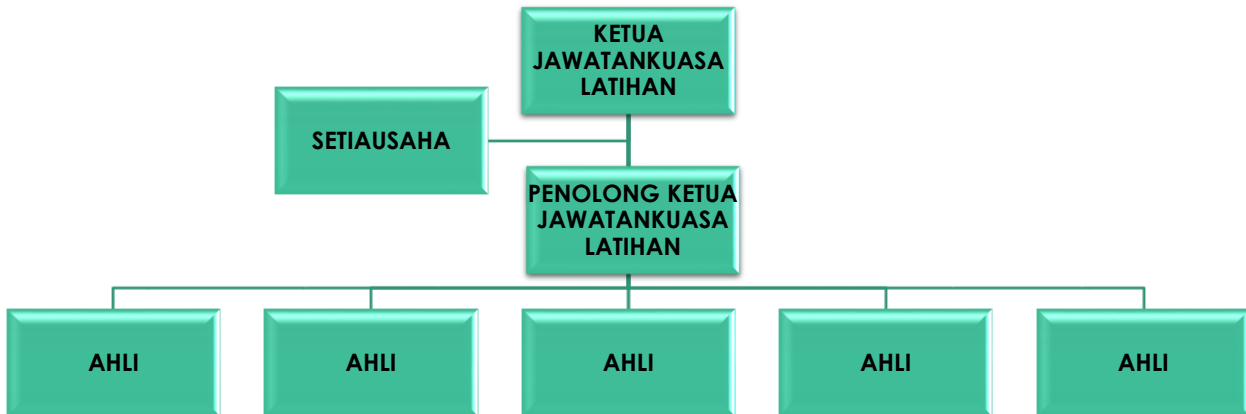 KETUA
JAWATANKUASA
LATIHAN
SETIAUSAHA
PENOLONG KETUA
JAWATANKUASA
LATIHAN
AHLI
AHLI
AHLI
AHLI
AHLI